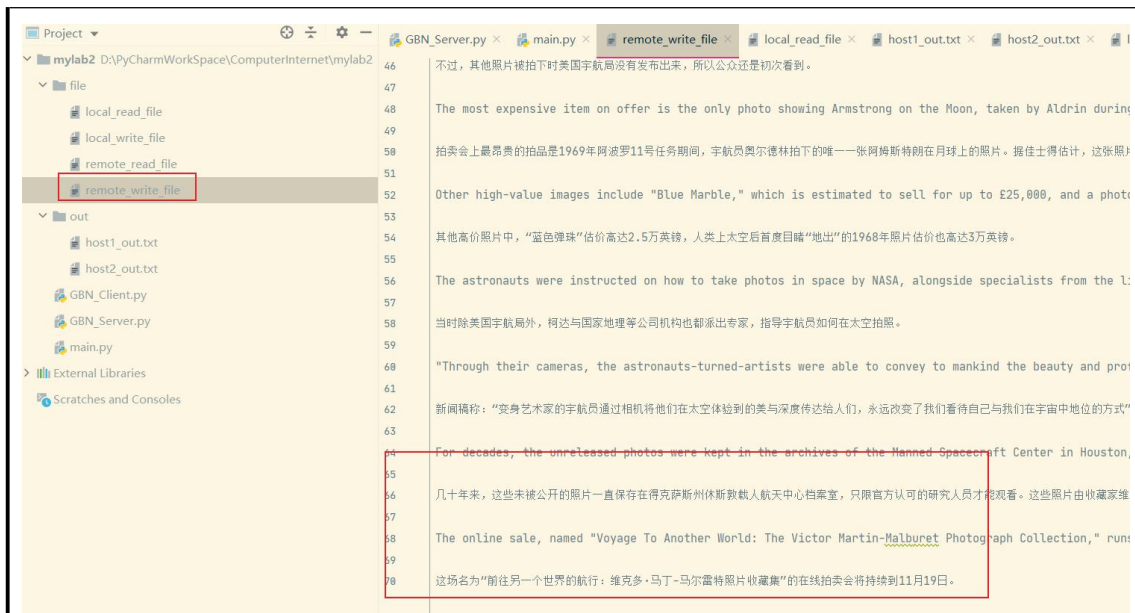 Project
mylab2 D:\PyCharmWorkSpace\ComputerInternet\mylab2
file
local_read_file
local_write_file
remote_read_file
remote_write_file
out
host1_out.txt
host2_out.txt
GBN_Client.py
GBN_Server.py
main.py
External Libraries
Scratches and Consoles
GBN_Server.py × main.py × remote_write_file × local_read_file × host1_out.txt × host2_out.txt ×
46 不过，其他照片被拍下时美国宇航局没有发布出来，所以公众还是初次看到。
47
48 The most expensive item on offer is the only photo showing Armstrong on the Moon, taken by Aldrin during
49
50 拍卖会上最昂贵的拍品是1969年阿波罗11号任务期间，宇航员奥尔德林拍下的唯一一张阿姆斯特朗在月球上的照片。据佳士得估计，这张照片
51
52 Other high-value images include "Blue Marble," which is estimated to sell for up to £25,000, and a photo
53
54 其他高价照片中，“蓝色弹珠”估价高达2.5万英镑，人类上太空后首度目睹“地出”的1968年照片估价也高达3万英镑。
55
56 The astronauts were instructed on how to take photos in space by NASA, alongside specialists from the
57
58 当时除美国宇航局外，柯达与国家地理等公司机构也都派出专家，指导宇航员如何在太空拍照。
59
60 "Through their cameras, the astronauts-turned-artists were able to convey to mankind the beauty and
61
62 新闻稿称：“变身艺术家的宇航员通过相机将他们在太空体验到的美与深度传达给人们，永远改变了我们看待自己与我们在宇宙中地位的方式”
63
64 For decades, the unreleased photos were kept in the archives of the Manned Spacecraft Center in Houston,
65
66 几十年来，这些未被公开的照片一直保存在得克萨斯州休斯敦载人航天中心档案室，只限官方认可的研究人员才能观看。这些照片由收藏家维
67
68 The online sale, named "Voyage To Another World: The Victor Martin-Malburet Photograph Collection," runs
69
70 这场名为“前往另一个世界的航行：维克多·马丁-马尔雷特照片收藏集”的在线拍卖会将持续到11月19日。